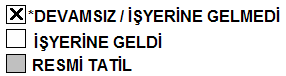 *DEVAMSIZ / İŞYERİNE GELMEDİ
İŞYERİNE GELDİ
RESMİ TATİL